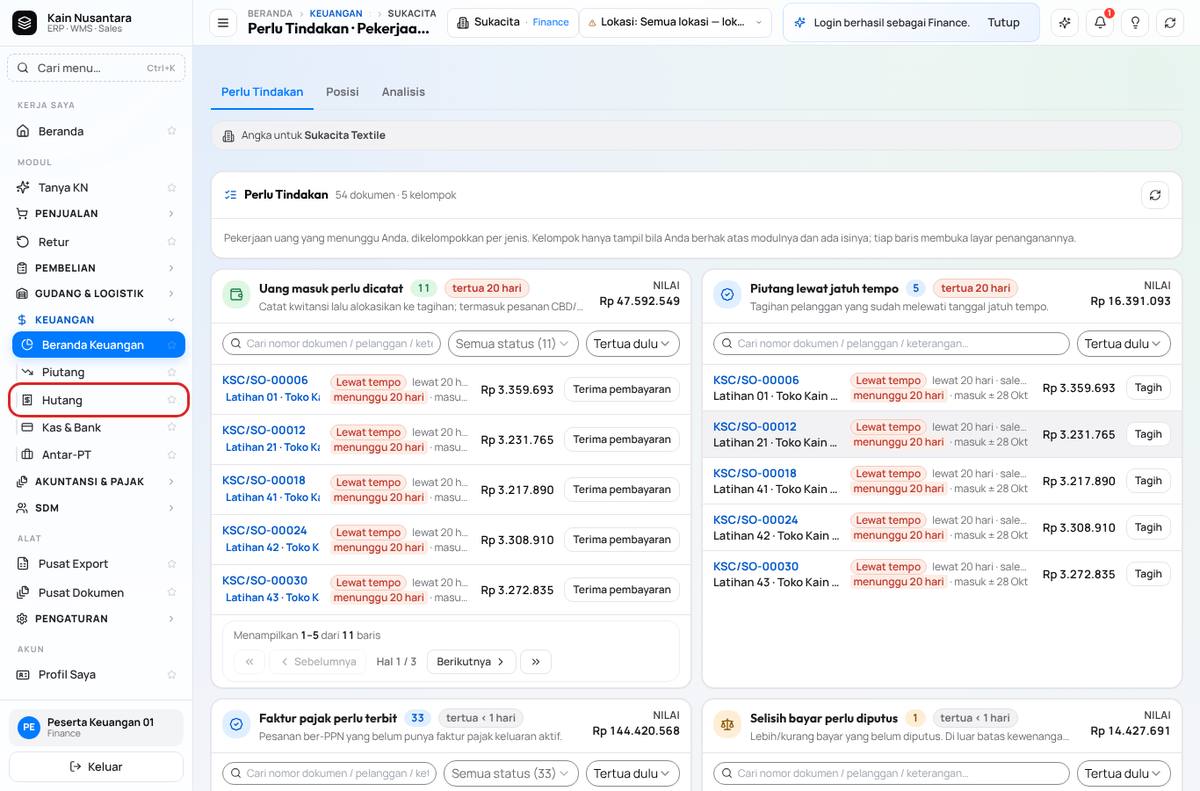 Kain Nusantara
ERP · WMS · Sales
Cari menu...
Ctrl+K
KERJA SAYA
Beranda
MODUL
Tanya KN
PENJUALAN
Retur
PEMBELIAN
GUDANG & LOGISTIK
KEUANGAN
Beranda Keuangan
Piutang
Hutang
Kas & Bank
Antar-PT
AKUNTANSI & PAJAK
SDM
ALAT
Pusat Export
Pusat Dokumen
PENGATURAN
AKUN
Profil Saya
PE
Peserta Keuangan 01
Finance
Keluar
BERANDA › KEUANGAN › SUKACITA
Perlu Tindakan · Pekerjaa...
Sukacita · Finance
Lokasi: Semua lokasi — lok...
Login berhasil sebagai Finance. Tutup
1
Perlu Tindakan Posisi Analisis
Angka untuk Sukacita Textile
Perlu Tindakan 54 dokumen · 5 kelompok
Pekerjaan uang yang menunggu Anda, dikelompokkan per jenis. Kelompok hanya tampil bila Anda berhak atas modulnya dan ada isinya; tiap baris membuka layar penanganannya.
Uang masuk perlu dicatat 11 tertua 20 hari
Catat kwitansi lalu alokasikan ke tagihan; termasuk pesanan CBD/...
NILAI
Rp 47.592.549
Cari nomor dokumen / pelanggan / kete
Semua status (11)
Tertua dulu
KSC/SO-00006
Latihan 01 · Toko Ka
Lewat tempo lewat 20 h...
menunggu 20 hari · masu...
Rp 3.359.693
Terima pembayaran
KSC/SO-00012
Latihan 21 · Toko Ka
Lewat tempo lewat 20 h...
menunggu 20 hari · masu...
Rp 3.231.765
Terima pembayaran
KSC/SO-00018
Latihan 41 · Toko Ka
Lewat tempo lewat 20 h...
menunggu 20 hari · masu...
Rp 3.217.890
Terima pembayaran
KSC/SO-00024
Latihan 42 · Toko K
Lewat tempo lewat 20 h...
menunggu 20 hari · masu...
Rp 3.308.910
Terima pembayaran
KSC/SO-00030
Latihan 43 · Toko K
Lewat tempo lewat 20 h...
menunggu 20 hari · masu...
Rp 3.272.835
Terima pembayaran
Menampilkan 1–5 dari 11 baris
« ‹ Sebelumnya Hal 1 / 3 Berikutnya › »
Piutang lewat jatuh tempo 5 tertua 20 hari
Tagihan pelanggan yang sudah melewati tanggal jatuh tempo.
NILAI
Rp 16.391.093
Cari nomor dokumen / pelanggan / keterangan...
Tertua dulu
KSC/SO-00006
Latihan 01 · Toko Kain ...
Lewat tempo lewat 20 hari · sale...
menunggu 20 hari · masuk ± 28 Okt
Rp 3.359.693
Tagih
KSC/SO-00012
Latihan 21 · Toko Kain ...
Lewat tempo lewat 20 hari · sale...
menunggu 20 hari · masuk ± 28 Okt
Rp 3.231.765
Tagih
KSC/SO-00018
Latihan 41 · Toko Kain ...
Lewat tempo lewat 20 hari · sale...
menunggu 20 hari · masuk ± 28 Okt
Rp 3.217.890
Tagih
KSC/SO-00024
Latihan 42 · Toko Kain ...
Lewat tempo lewat 20 hari · sale...
menunggu 20 hari · masuk ± 28 Okt
Rp 3.308.910
Tagih
KSC/SO-00030
Latihan 43 · Toko Kain ...
Lewat tempo lewat 20 hari · sale...
menunggu 20 hari · masuk ± 28 Okt
Rp 3.272.835
Tagih
Faktur pajak perlu terbit 33 tertua < 1 hari
Pesanan ber-PPN yang belum punya faktur pajak keluaran aktif.
NILAI
Rp 144.420.568
Cari nomor dokumen / pelanggan / ket
Semua status (33)
Tertua dulu
Selisih bayar perlu diputus 1 tertua < 1 hari
Lebih/kurang bayar yang belum diputus. Di luar batas kewenanga...
NILAI
Rp 14.427.691
Cari nomor dokumen / pelanggan / keterangan...
Tertua dulu